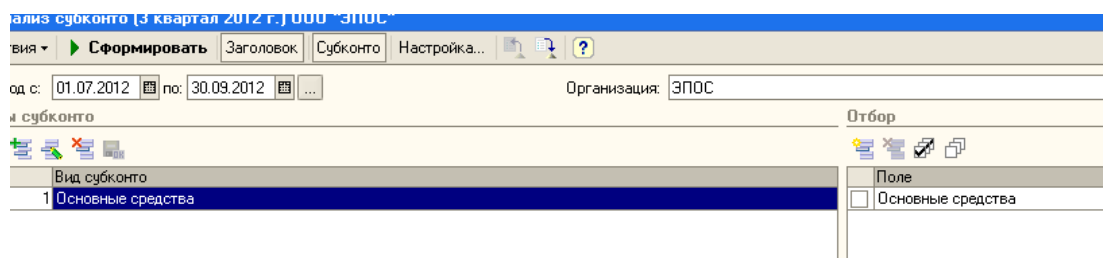 ализ субконто (3 квартал 2012 г.) ООО "ЭПОС"
твия Сформировать Заголовок Субконто Настройка... ?
од с: 01.07.2012 по: 30.09.2012 ... Организация: ЭПОС
ы субконто Отбор
Вид субконто Поле
1 Основные средства Основные средства